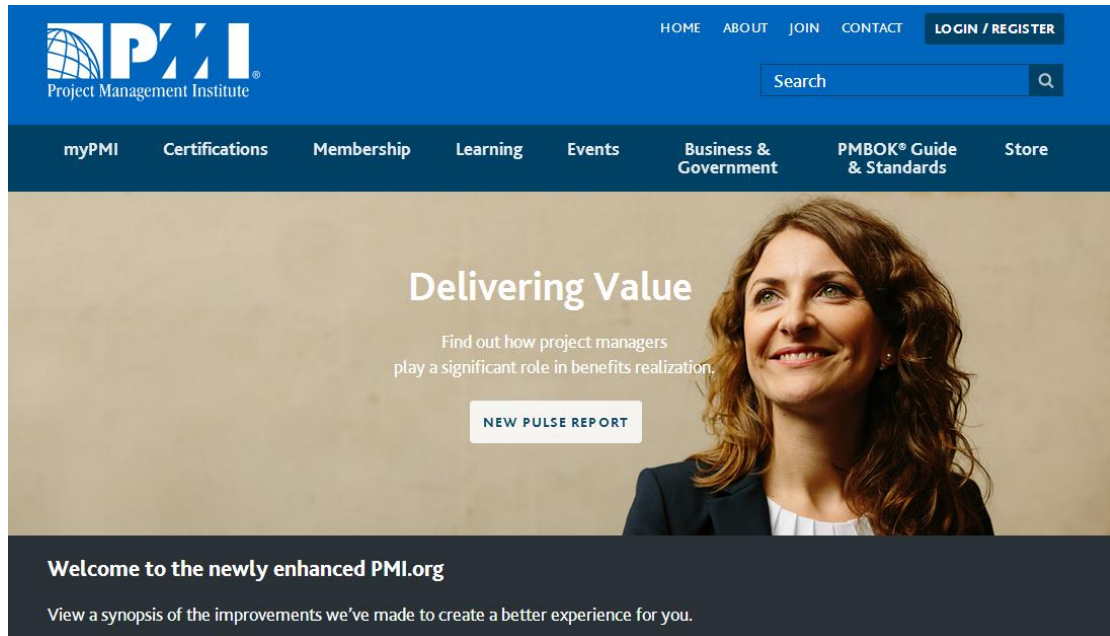 PMI®
Project Management Institute
HOME ABOUT JOIN CONTACT LOGIN / REGISTER
Search
myPMI Certifications Membership Learning Events Business & Government PMBOK® Guide & Standards Store
Delivering Value
Find out how project managers
play a significant role in benefits realization.
NEW PULSE REPORT
Welcome to the newly enhanced PMI.org
View a synopsis of the improvements we’ve made to create a better experience for you.